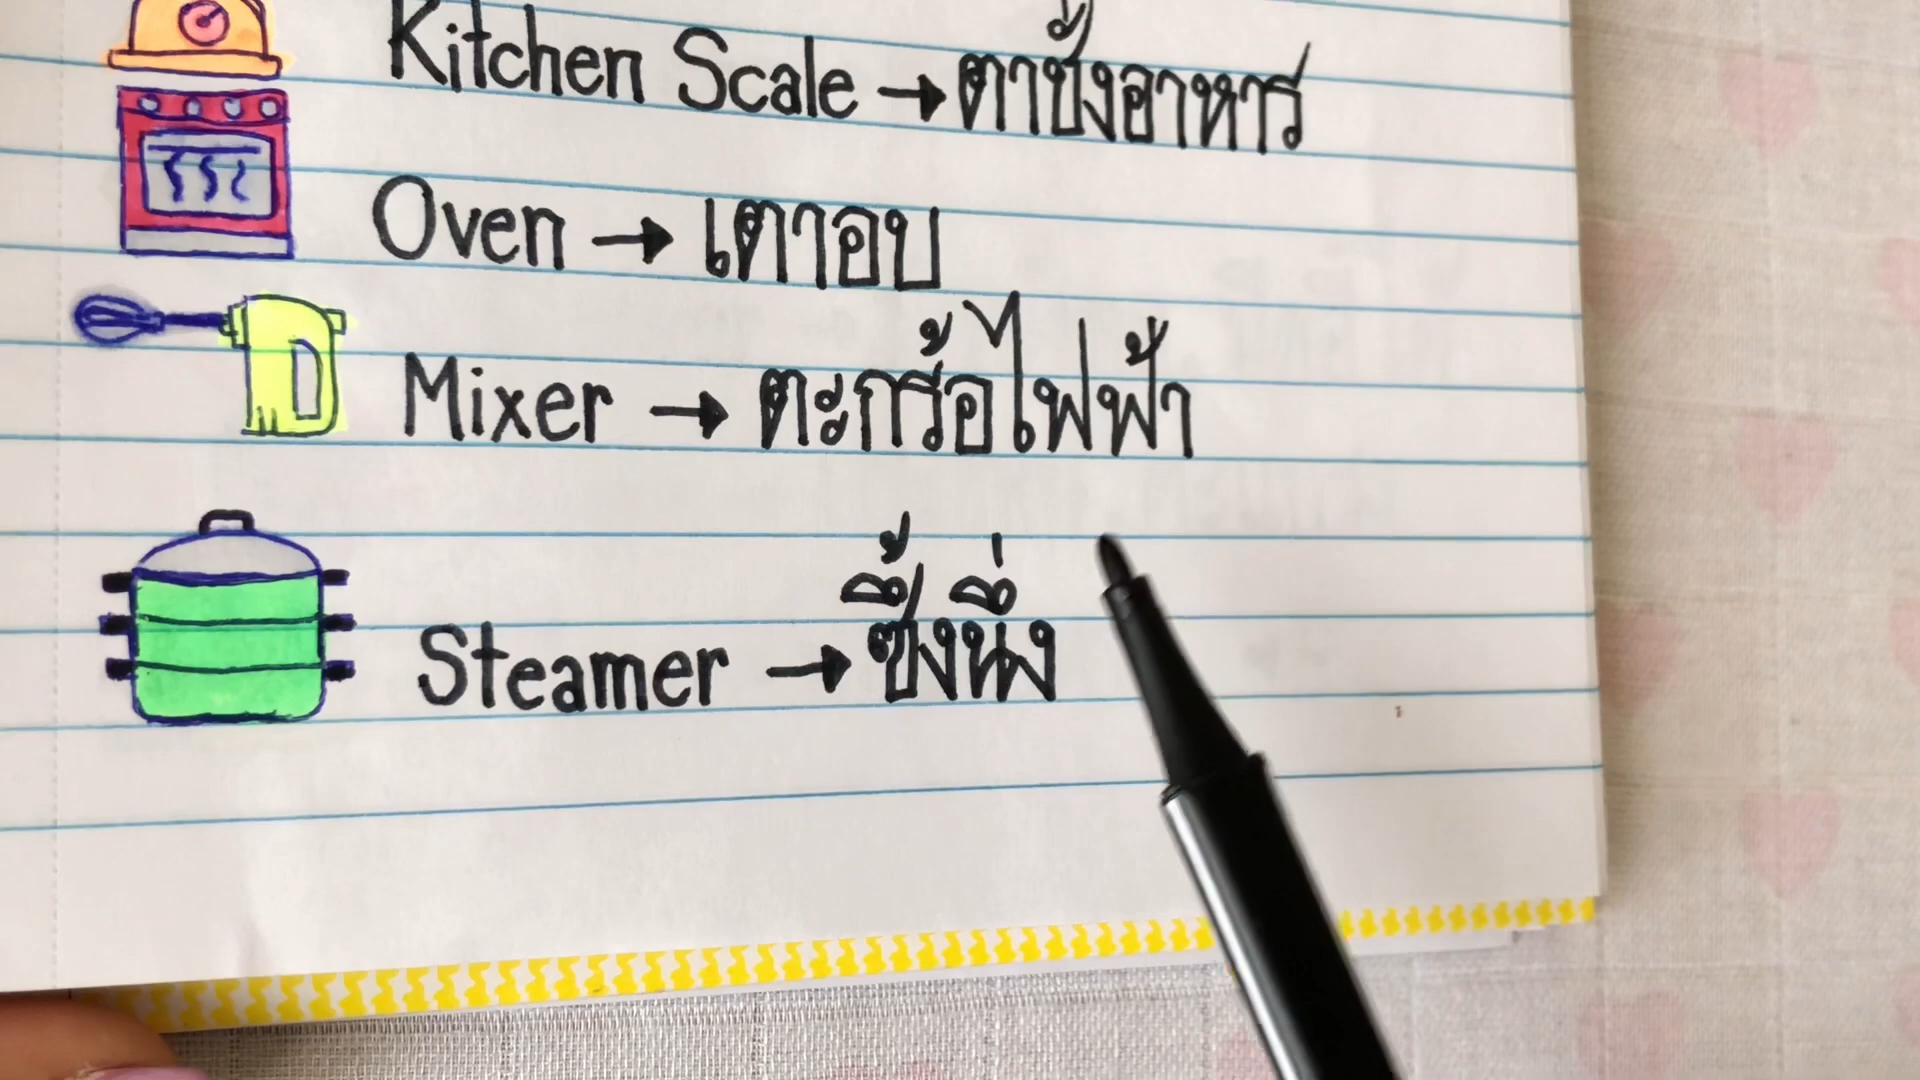 Kitchen Scale → ตาชั่งอาหาร
Oven → เตาอบ
Mixer → ตะกร้อไฟฟ้า
Steamer → ซึ้งนึ่ง